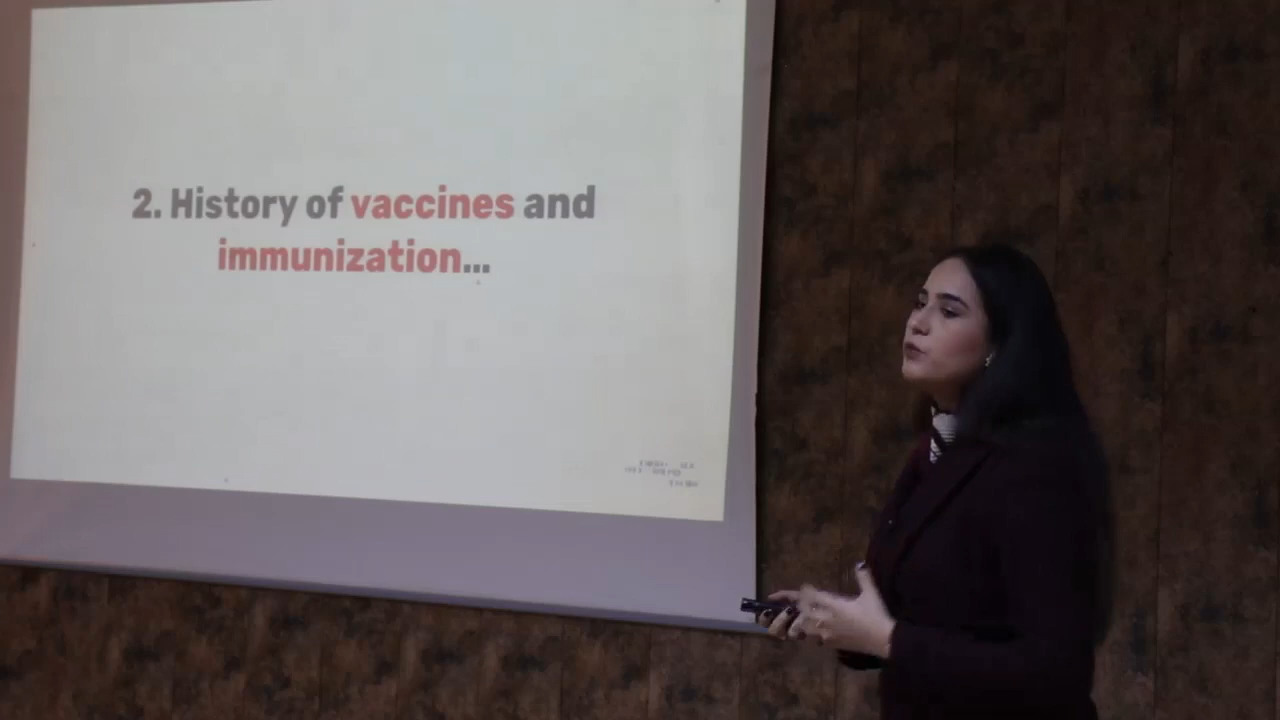 2. History of vaccines and
immunization...